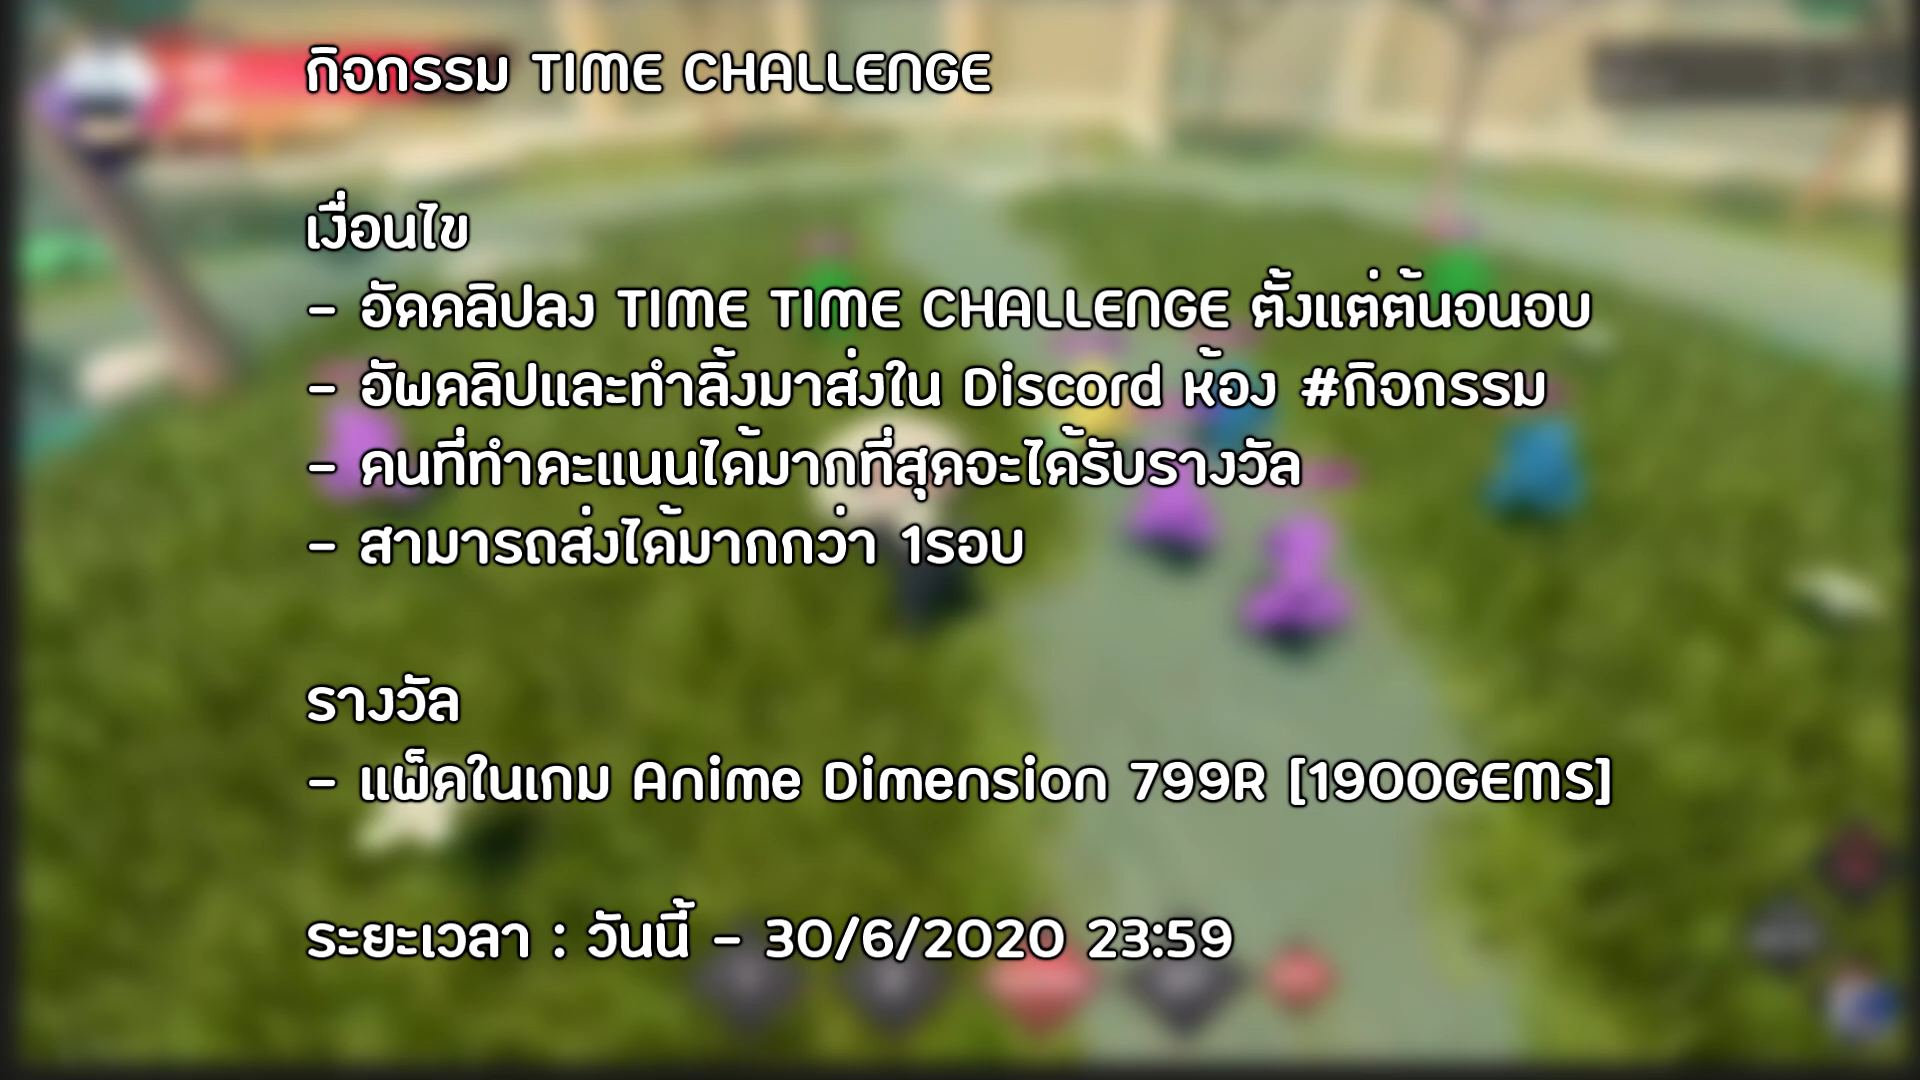 กิจกรรม TIME CHALLENGE
เงื่อนไข
- อัดคลิปลง TIME TIME CHALLENGE ตั้งแต่ต้นจนจบ
- อัพคลิปและทำลิ้งมาส่งใน Discord ห้อง #กิจกรรม
- คนที่ทำคะแนนได้มากที่สุดจะได้รับรางวัล
- สามารถส่งได้มากกว่า 1รอบ
รางวัล
- แพ็คในเกม Anime Dimension 799R [1900GEMS]
ระยะเวลา : วันนี้ - 30/6/2020 23:59